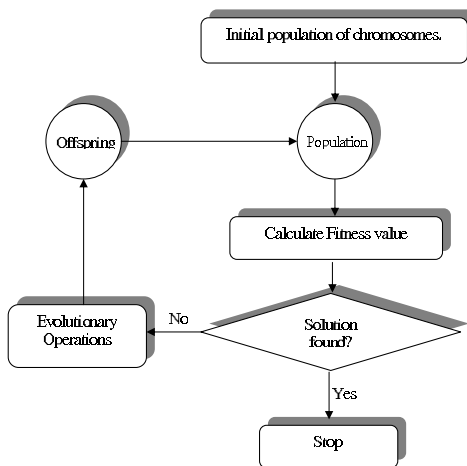 Initial population of chromosomes.
Offspring
Population
Calculate Fitness value
Evolutionary
Operations
No
Solution
found?
Yes
Stop